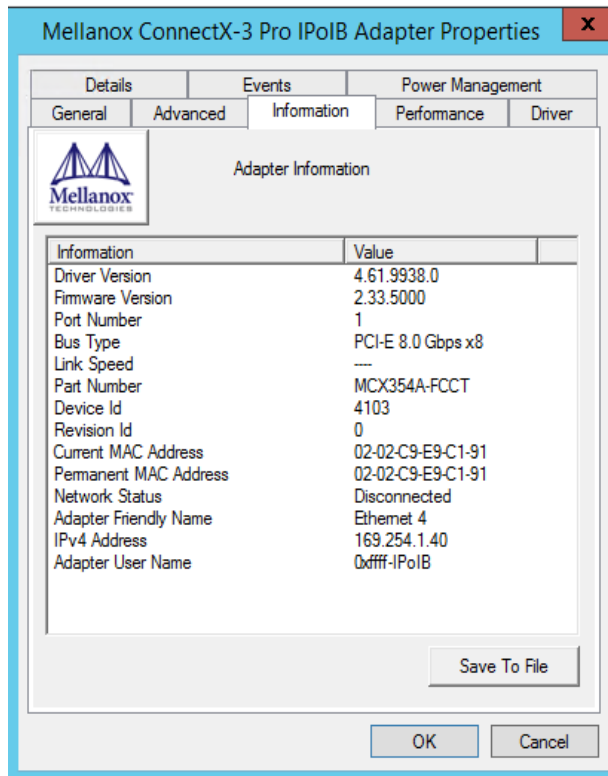 Mellanox ConnectX-3 Pro IPoIB Adapter Properties x
Details Events Power Management
General Advanced Information Performance Driver
Mellanox
TECHNOLOGIES
Adapter Information
Information Value
Driver Version 4.61.9938.0
Firmware Version 2.33.5000
Port Number 1
Bus Type PCI-E 8.0 Gbps x8
Link Speed ----
Part Number MCX354A-FCCT
Device Id 4103
Revision Id 0
Current MAC Address 02-02-C9-E9-C1-91
Permanent MAC Address 02-02-C9-E9-C1-91
Network Status Disconnected
Adapter Friendly Name Ethernet 4
IPv4 Address 169.254.1.40
Adapter User Name 0xffff-IPoIB
Save To File
OK Cancel